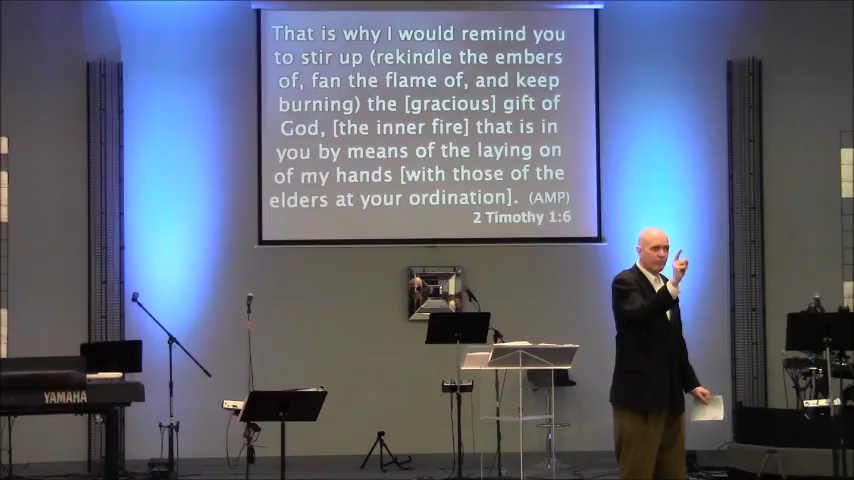 That is why I would remind you
to stir up (rekindle the embers
of, fan the flame of, and keep
burning) the [gracious] gift of
God, [the inner fire] that is in
you by means of the laying on
of my hands [with those of the
elders at your ordination]. (AMP)
2 Timothy 1:6
YAMAHA